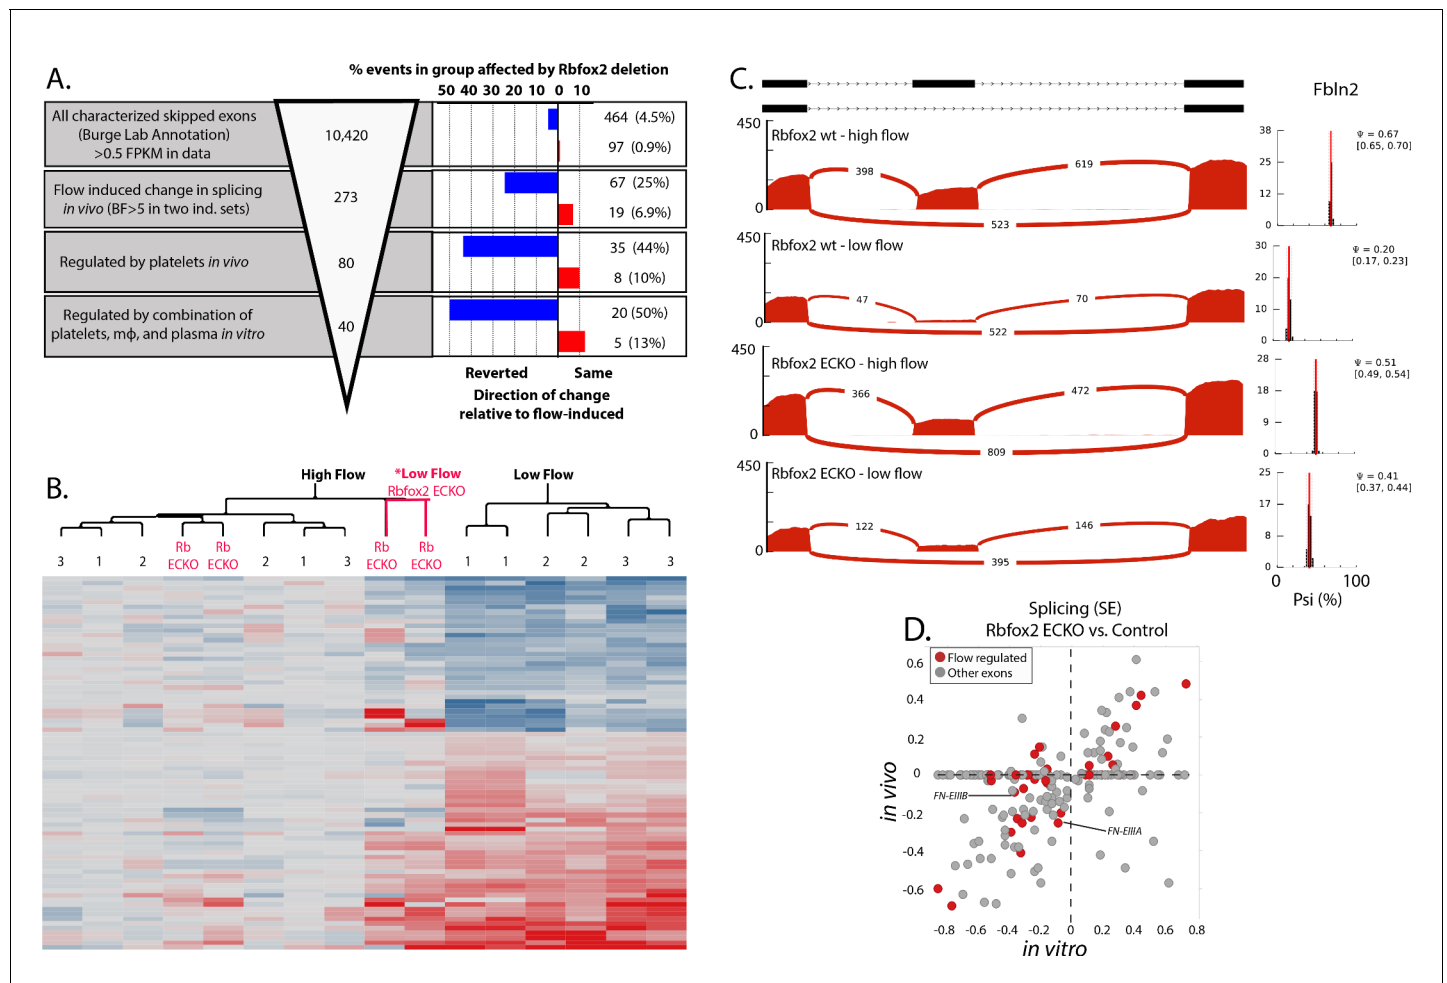 A.
% events in group affected by Rbfox2 deletion
50 40 30 20 10 0 10
All characterized skipped exons
(Burge Lab Annotation)
>0.5 FPKM in data
10,420
464 (4.5%)
97 (0.9%)
Flow induced change in splicing
in vivo (BF>5 in two ind. sets)
273
67 (25%)
19 (6.9%)
Regulated by platelets in vivo
80
35 (44%)
8 (10%)
Regulated by combination of
platelets, mϕ, and plasma in vitro
40
20 (50%)
5 (13%)
Reverted Same
Direction of change
relative to flow-induced
B.
High Flow
*Low Flow
Rbfox2 ECKO
Low Flow
3 1 2 Rb ECKO Rb ECKO 2 1 3 Rb ECKO Rb ECKO 1 1 2 2 3 3
C.
Fbln2
450
0
Rbfox2 wt - high flow
398
619
523
38
25
12
0
Ψ = 0.67
[0.65, 0.70]
450
0
Rbfox2 wt - low flow
47
70
522
30
20
10
0
Ψ = 0.20
[0.17, 0.23]
450
0
Rbfox2 ECKO - high flow
366
472
809
28
18
9
0
Ψ = 0.51
[0.49, 0.54]
450
0
Rbfox2 ECKO - low flow
122
146
395
25
17
8
0
Ψ = 0.41
[0.37, 0.44]
0 100
Psi (%)
D.
Splicing (SE)
Rbfox2 ECKO vs. Control
Flow regulated
Other exons
0.6
0.4
0.2
0
-0.2
-0.4
-0.6
in vivo
FN-EIIIB
FN-EIIIA
-0.8 -0.6 -0.4 -0.2 0 0.2 0.4 0.6 0.8
in vitro